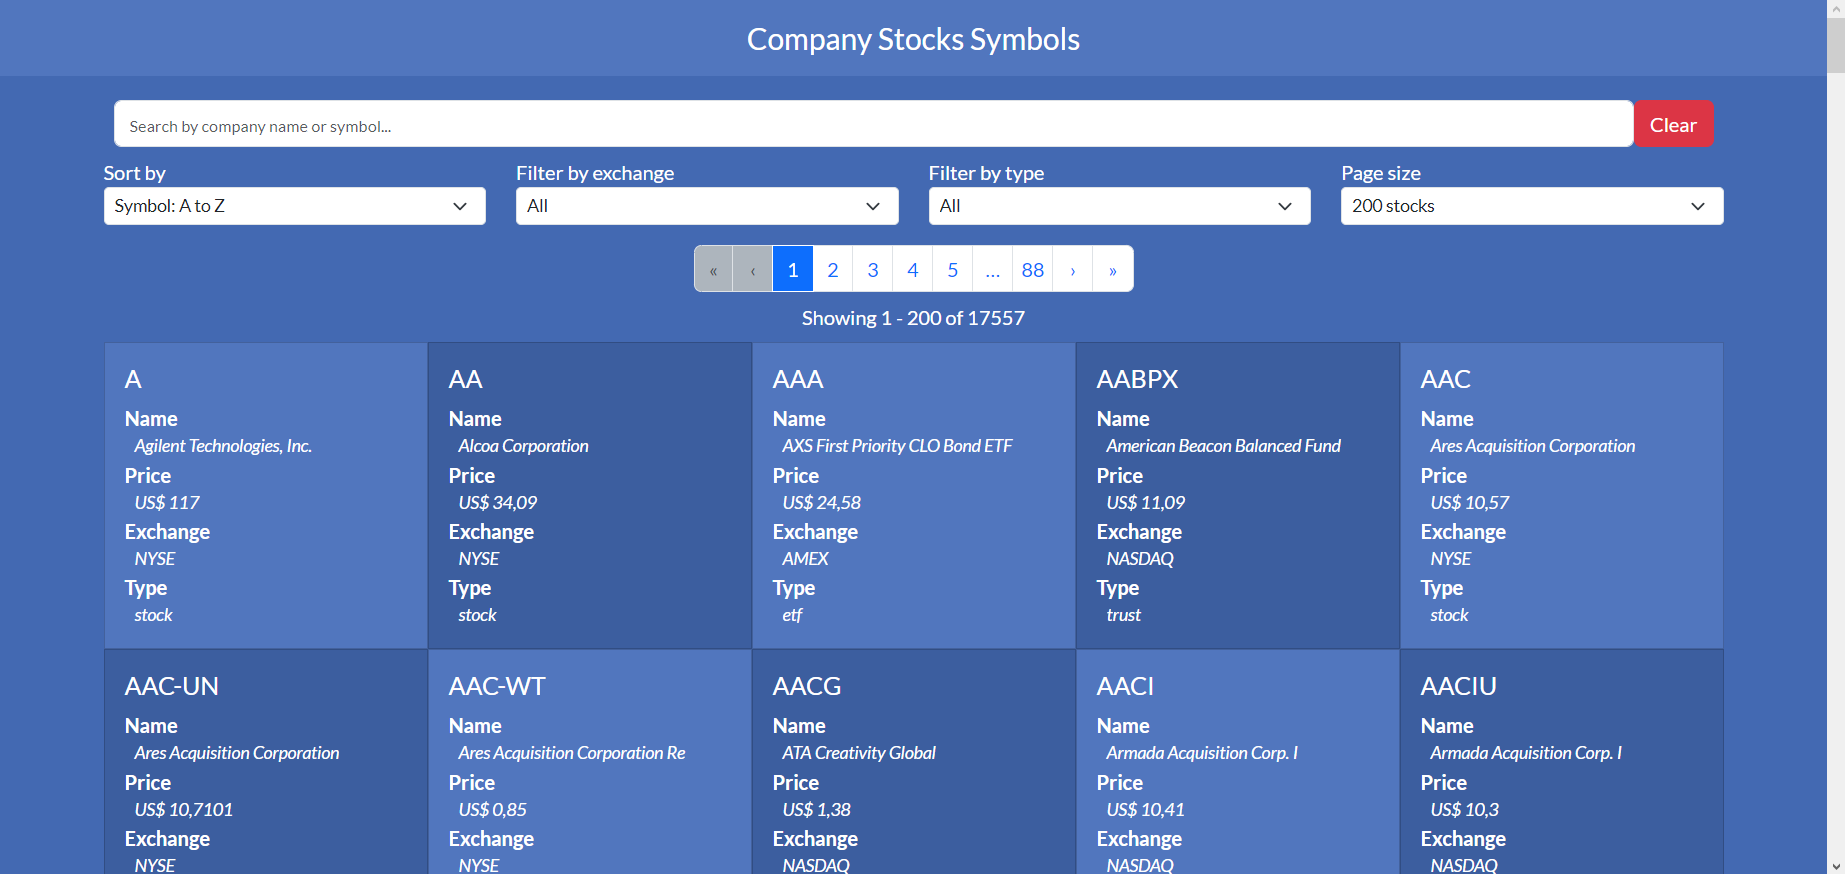 Company Stocks Symbols
Search by company name or symbol...
Clear
Sort by
Symbol: A to Z
Filter by exchange
All
Filter by type
All
Page size
200 stocks
« ‹ 1 2 3 4 5 ... 88 › »
Showing 1 - 200 of 17557
A
Name
Agilent Technologies, Inc.
Price
US$ 117
Exchange
NYSE
Type
stock
AA
Name
Alcoa Corporation
Price
US$ 34,09
Exchange
NYSE
Type
stock
AAA
Name
AXS First Priority CLO Bond ETF
Price
US$ 24,58
Exchange
AMEX
Type
etf
AABPX
Name
American Beacon Balanced Fund
Price
US$ 11,09
Exchange
NASDAQ
Type
trust
AAC
Name
Ares Acquisition Corporation
Price
US$ 10,57
Exchange
NYSE
Type
stock
AAC-UN
Name
Ares Acquisition Corporation
Price
US$ 10,7101
Exchange
NYSE
AAC-WT
Name
Ares Acquisition Corporation Re
Price
US$ 0,85
Exchange
NYSE
AACG
Name
ATA Creativity Global
Price
US$ 1,38
Exchange
NASDAQ
AACI
Name
Armada Acquisition Corp. I
Price
US$ 10,41
Exchange
NASDAQ
AACIU
Name
Armada Acquisition Corp. I
Price
US$ 10,3
Exchange
NASDAQ